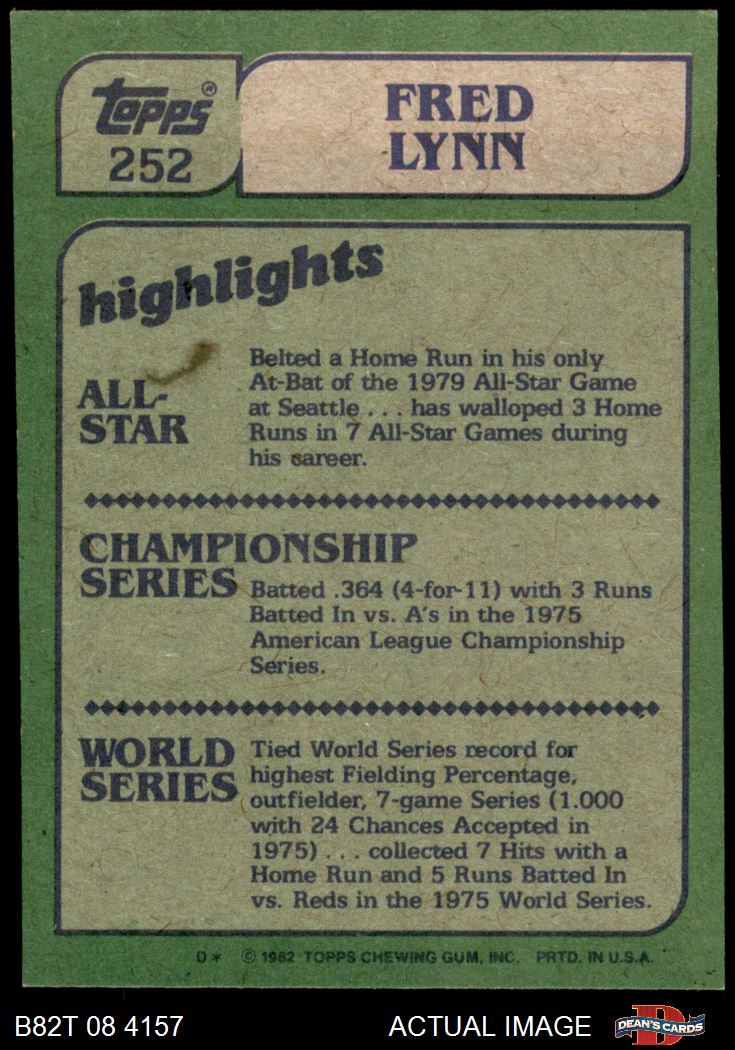 topps®
252
FRED
LYNN
highlights
ALL-
STAR
Belted a Home Run in his only
At-Bat of the 1979 All-Star Game
at Seattle . . . has walloped 3 Home
Runs in 7 All-Star Games during
his career.
CHAMPIONSHIP
SERIES
Batted .364 (4-for-11) with 3 Runs
Batted In vs. A's in the 1975
American League Championship
Series.
WORLD
SERIES
Tied World Series record for
highest Fielding Percentage,
outfielder, 7-game Series (1.000
with 24 Chances Accepted in
1975) . . . collected 7 Hits with a
Home Run and 5 Runs Batted In
vs. Reds in the 1975 World Series.
D* © 1982 TOPPS CHEWING GUM, INC. PRTD. IN U.S.A.
B82T 08 4157
ACTUAL IMAGE
D
DEAN'S CARDS